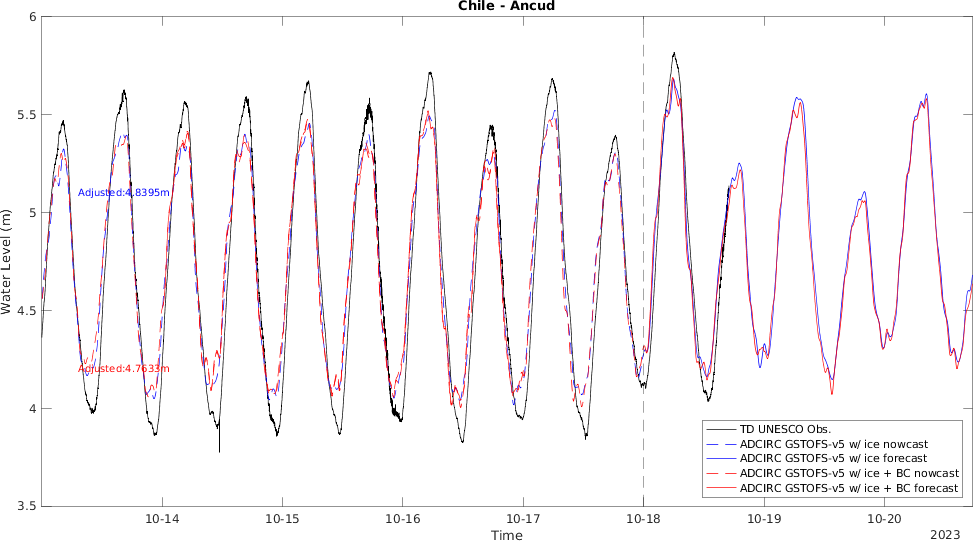 Chile - Ancud
6
5.5
5
4.5
4
3.5
Water Level (m)
Adjusted:4.8395m
Adjusted:4.7633m
TD UNESCO Obs.
ADCIRC GSTOFS-v5 w/ ice nowcast
ADCIRC GSTOFS-v5 w/ ice forecast
ADCIRC GSTOFS-v5 w/ ice + BC nowcast
ADCIRC GSTOFS-v5 w/ ice + BC forecast
10-14 10-15 10-16 10-17 10-18 10-19 10-20
Time
2023